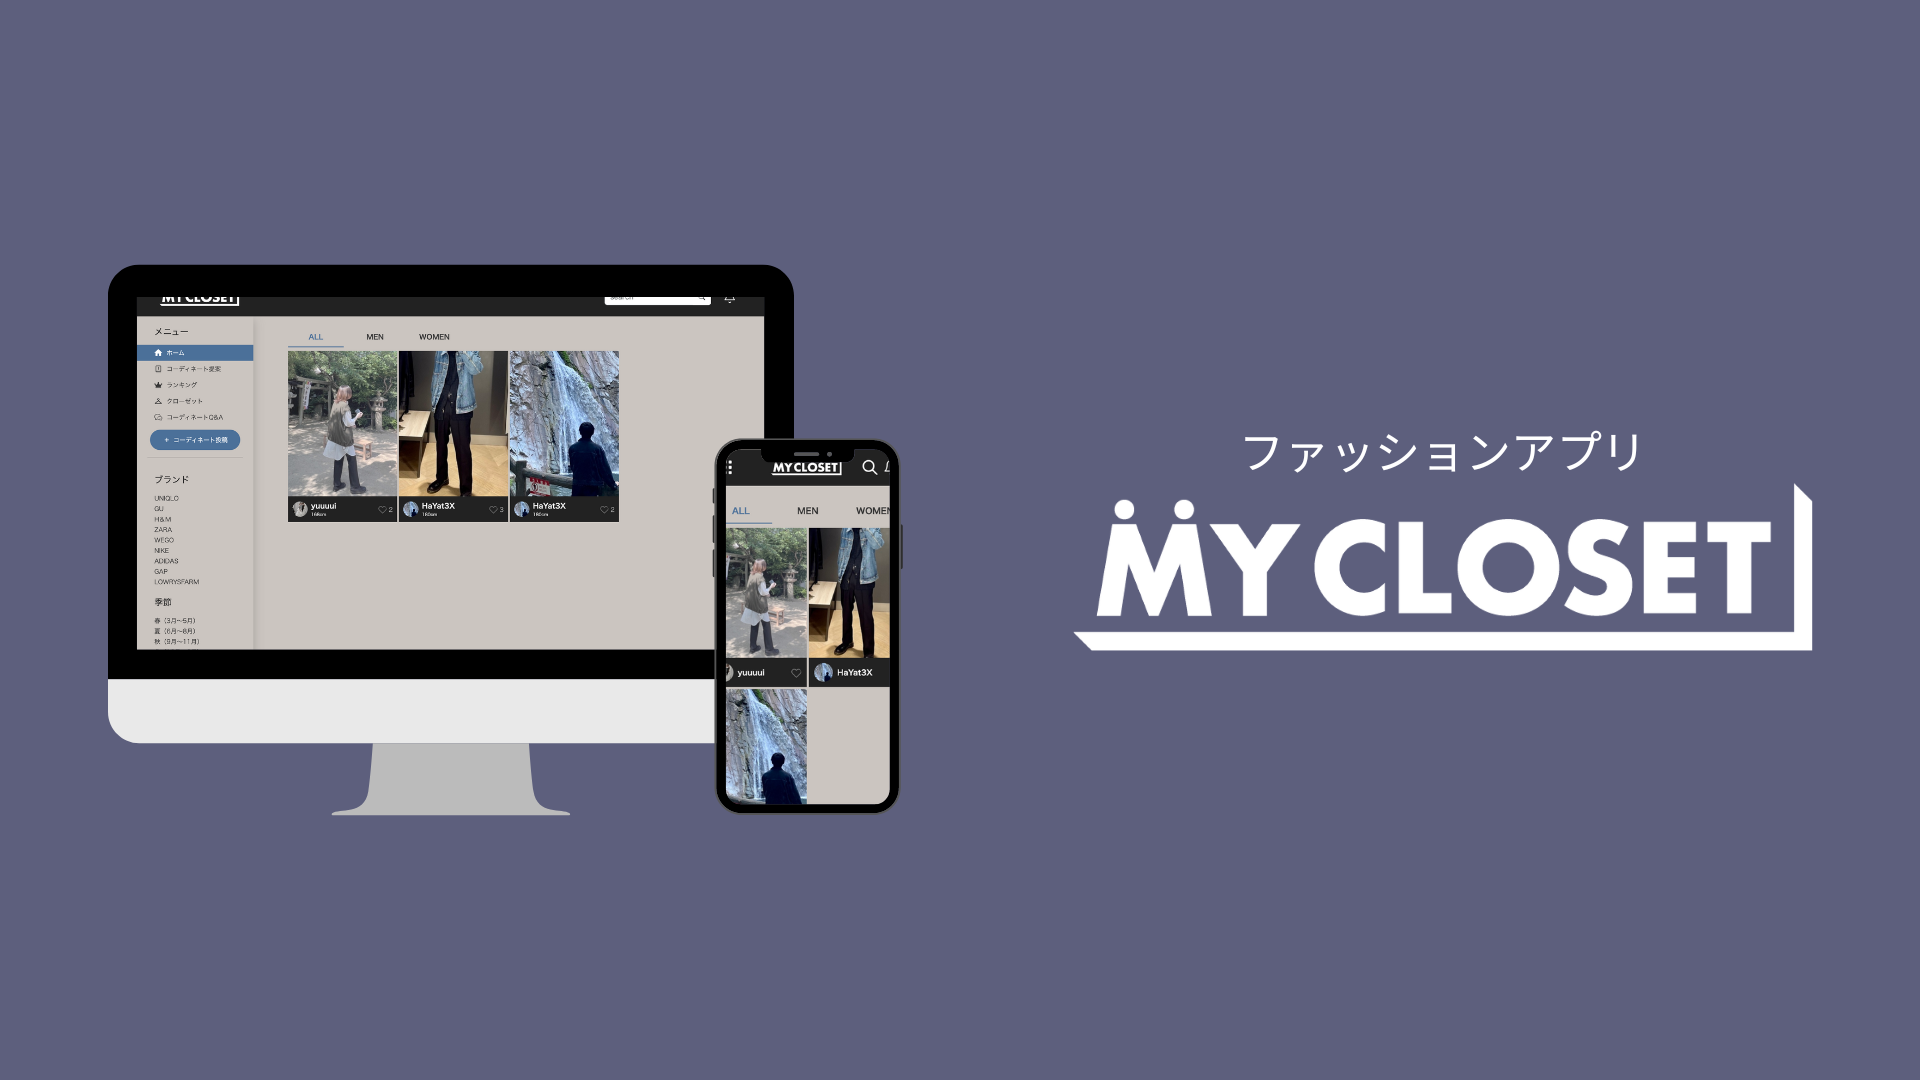 MY CLOSET
search
メニュー
ホーム
コーディネート提案
ランキング
クローゼット
コーディネートQ&A
+ コーディネート投稿
ブランド
UNIQLO
GU
H&M
ZARA
WEGO
NIKE
ADIDAS
GAP
LOWRYSFARM
季節
春（3月〜5月）
夏（6月〜8月）
秋（9月〜11月）
ALL MEN WOMEN
yuuuui 2
166cm
HaYat3X 3
180cm
HaYat3X 2
180cm
MY CLOSET
ALL MEN WOMEN
yuuuui
HaYat3X
ファッションアプリ
MY CLOSET